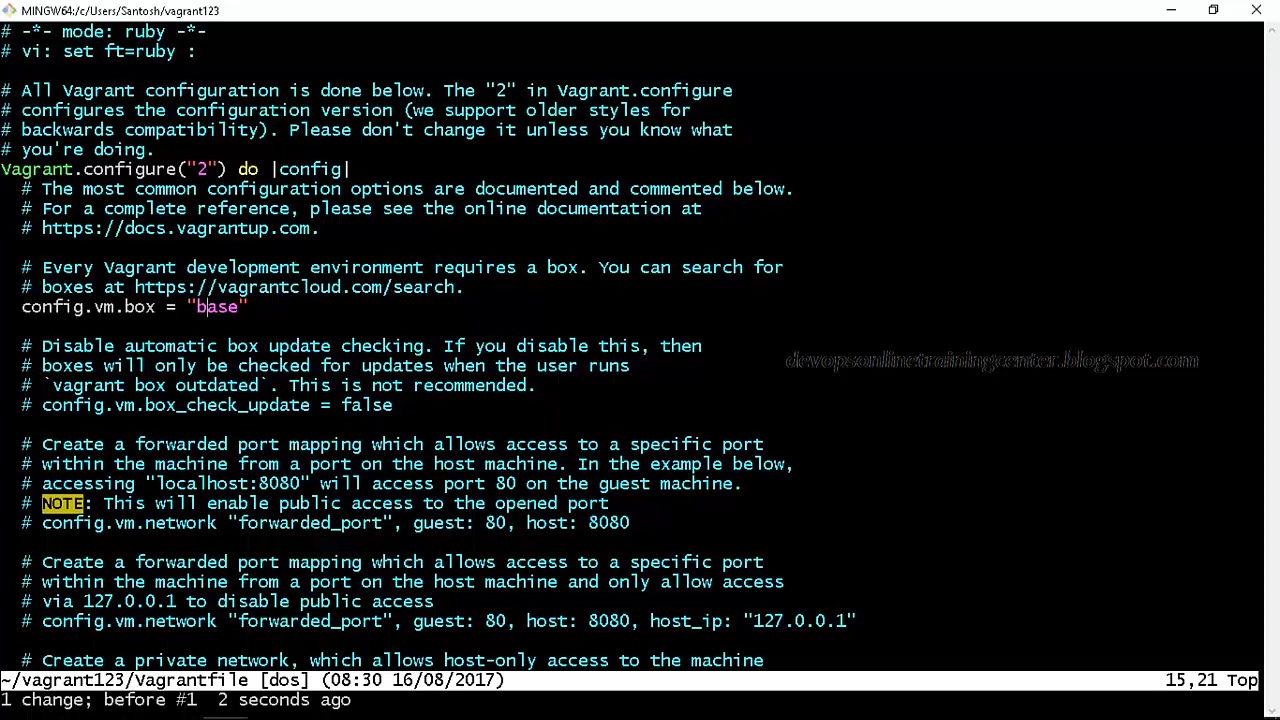 MINGW64:/c/Users/Santosh/vagrant123
# -*- mode: ruby -*-
# vi: set ft=ruby :
# All Vagrant configuration is done below. The "2" in Vagrant.configure
# configures the configuration version (we support older styles for
# backwards compatibility). Please don't change it unless you know what
# you're doing.
Vagrant.configure("2") do |config|
# The most common configuration options are documented and commented below.
# For a complete reference, please see the online documentation at
# https://docs.vagrantup.com.
# Every Vagrant development environment requires a box. You can search for
# boxes at https://vagrantcloud.com/search.
config.vm.box = "base"
# Disable automatic box update checking. If you disable this, then
# boxes will only be checked for updates when the user runs
# `vagrant box outdated`. This is not recommended.
# config.vm.box_check_update = false
devopsonlinetrainingcenter.blogspot.com
# Create a forwarded port mapping which allows access to a specific port
# within the machine from a port on the host machine. In the example below,
# accessing "localhost:8080" will access port 80 on the guest machine.
# NOTE: This will enable public access to the opened port
# config.vm.network "forwarded_port", guest: 80, host: 8080
# Create a forwarded port mapping which allows access to a specific port
# within the machine from a port on the host machine and only allow access
# via 127.0.0.1 to disable public access
# config.vm.network "forwarded_port", guest: 80, host: 8080, host_ip: "127.0.0.1"
# Create a private network, which allows host-only access to the machine
~/vagrant123/Vagrantfile [dos] (08:30 16/08/2017) 15,21 Top
1 change; before #1 2 seconds ago